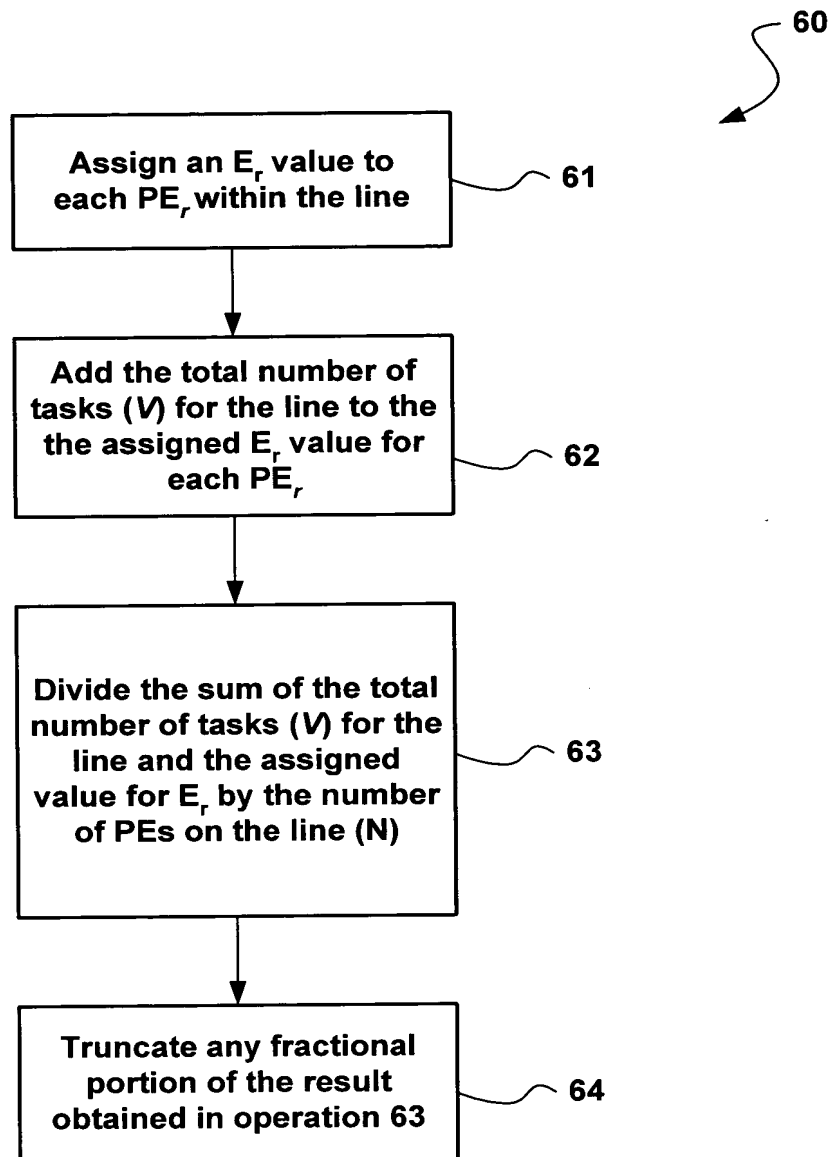 60
Assign an Er value to
each PEr within the line
61
Add the total number of
tasks (V) for the line to the
the assigned Er value for
each PEr
62
Divide the sum of the total
number of tasks (V) for the
line and the assigned
value for Er by the number
of PEs on the line (N)
63
Truncate any fractional
portion of the result
obtained in operation 63
64